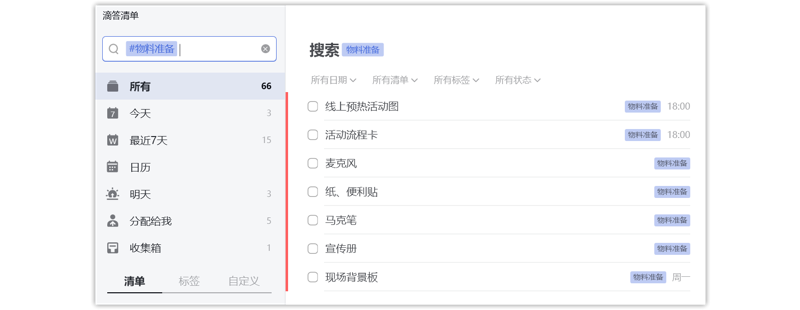 滴答清单
#物料准备
所有 66
7 今天 3
W 最近7天 15
日历
明天 3
分配给我 5
收集箱 1
清单 标签 自定义
搜索 物料准备
所有日期 所有清单 所有标签 所有状态
线上预热活动图 物料准备 18:00
活动流程卡 物料准备 18:00
麦克风 物料准备
纸、便利贴 物料准备
马克笔 物料准备
宣传册 物料准备
现场背景板 物料准备 周一